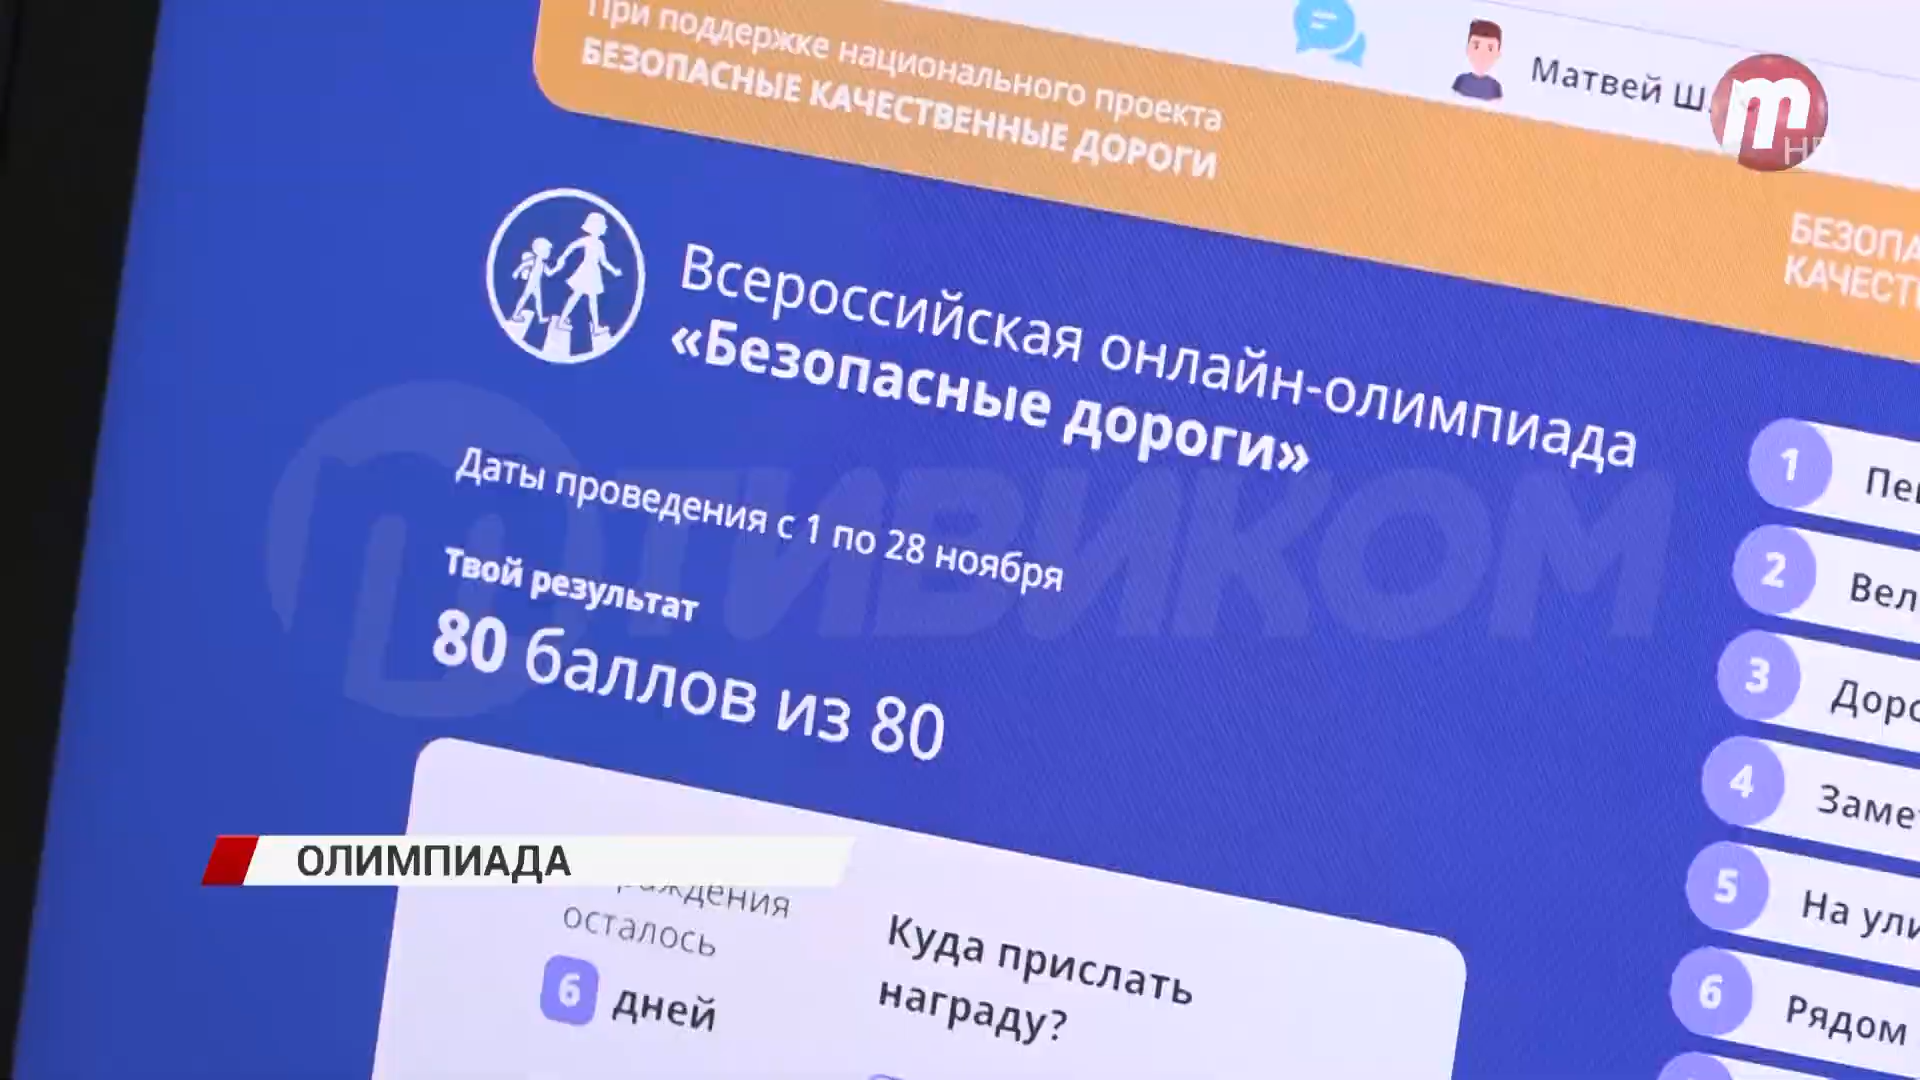 При поддержке национального проекта
БЕЗОПАСНЫЕ КАЧЕСТВЕННЫЕ ДОРОГИ
Матвей Ш.
Всероссийская онлайн-олимпиада
«Безопасные дороги»
Даты проведения с 1 по 28 ноября
Твой результат
80 баллов из 80
осталось
6 дней
Куда прислать
награду?
1
2
3
4
5 На
6 Рядом
ОЛИМПИАДА
ТИВИКОМ